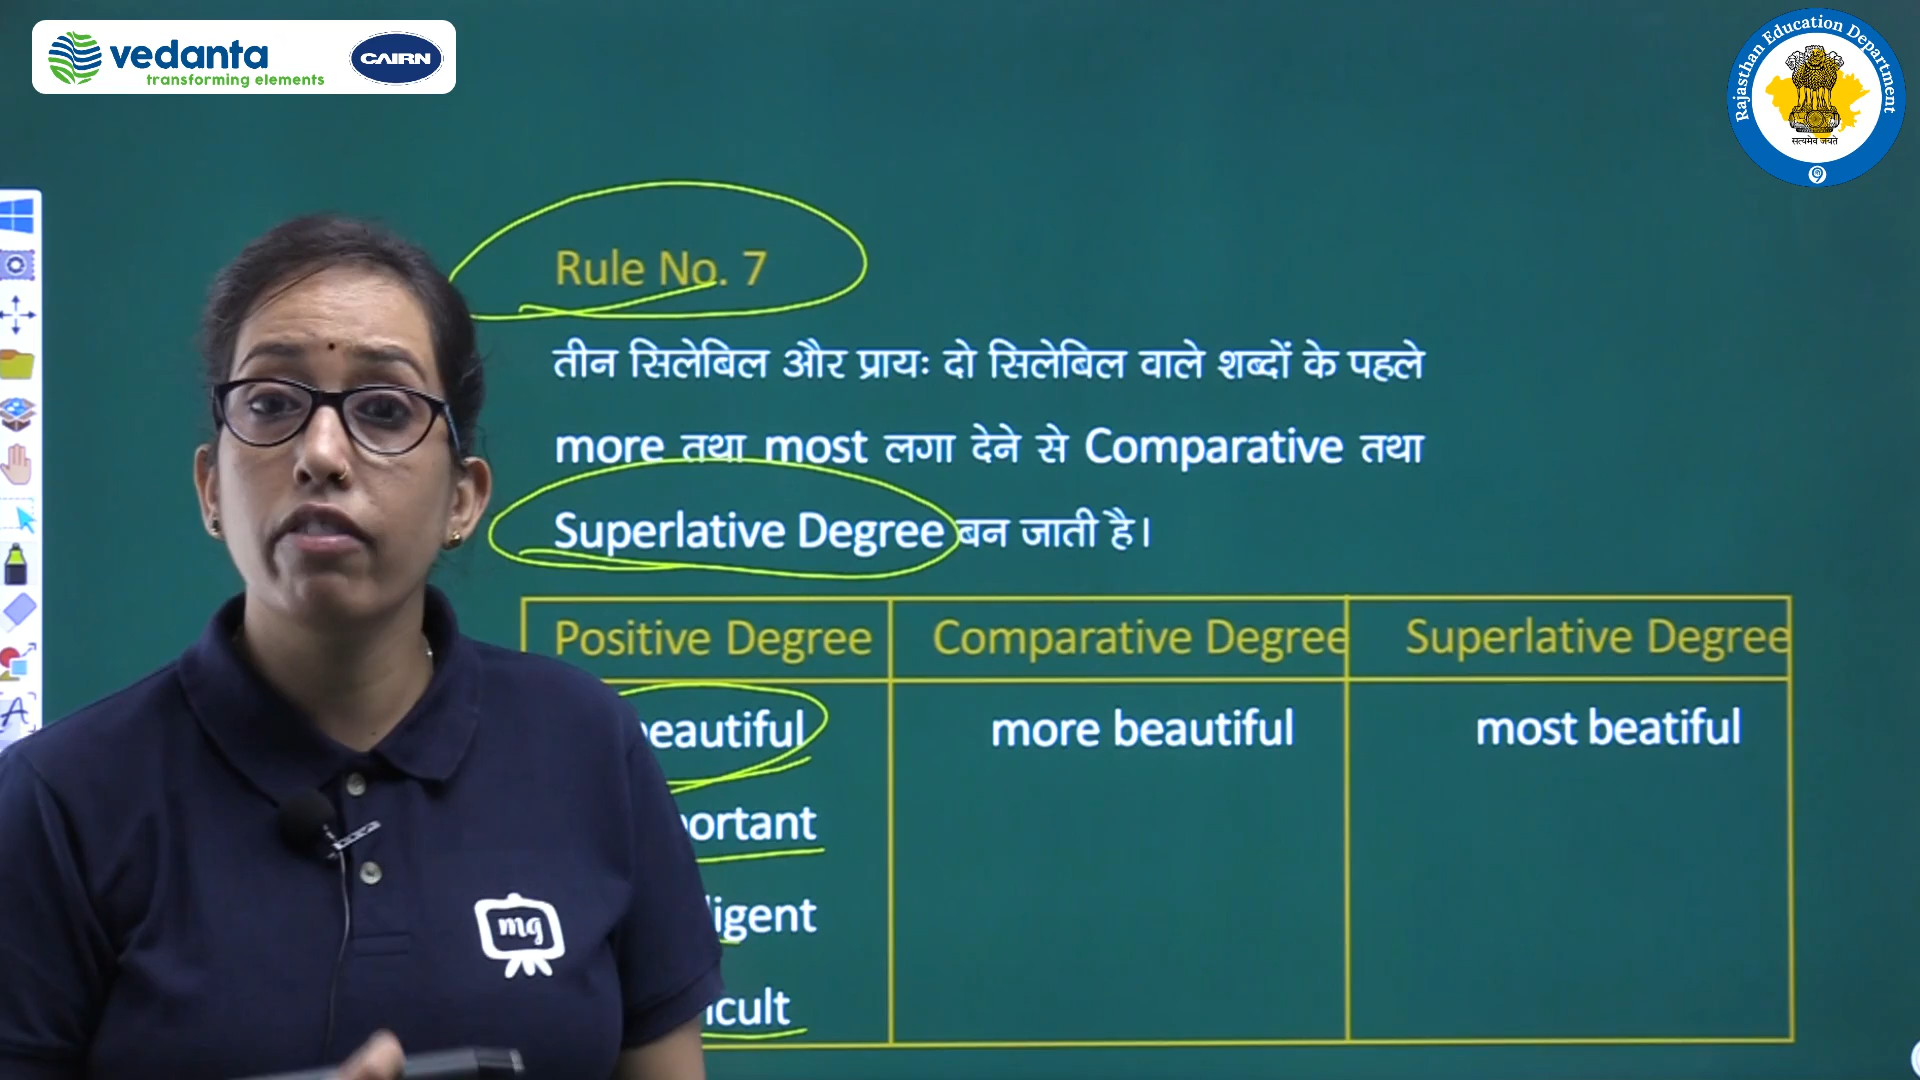 vedanta
transforming elements
CAIRN
Rajasthan Education Department
सत्यमेव जयते
Rule No. 7
तीन सिलेबिल और प्रायः दो सिलेबिल वाले शब्दों के पहले
more तथा most लगा देने से Comparative तथा
Superlative Degree बन जाती है।
Positive Degree Comparative Degree Superlative Degree
eautiful more beautiful most beatiful
ortant
ligent
icult
mg